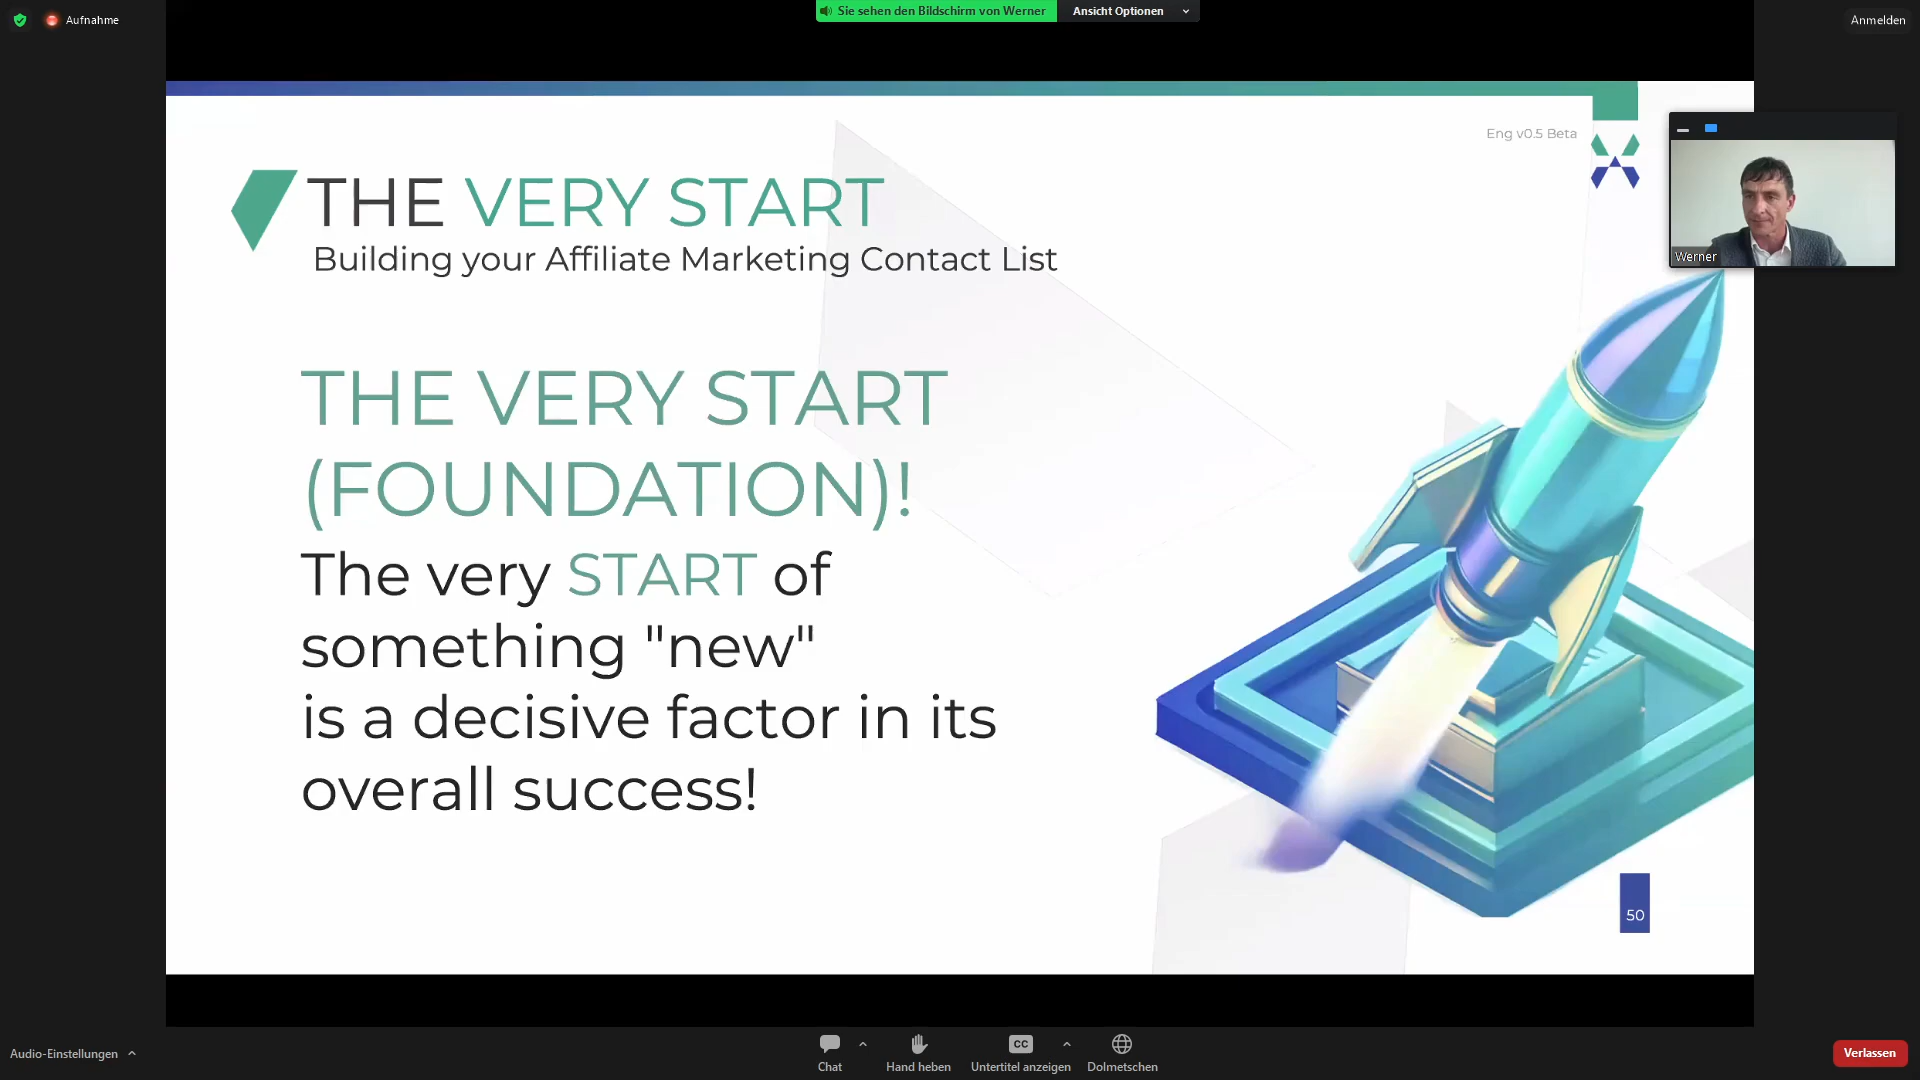 Aufnahme
Sie sehen den Bildschirm von Werner
Ansicht Optionen
Anmelden
Eng v0.5 Beta
THE VERY START
Building your Affiliate Marketing Contact List
Werner
THE VERY START
(FOUNDATION)!
The very START of
something "new"
is a decisive factor in its
overall success!
50
Audio-Einstellungen
Chat
Hand heben
CC
Untertitel anzeigen
Dolmetschen
Verlassen